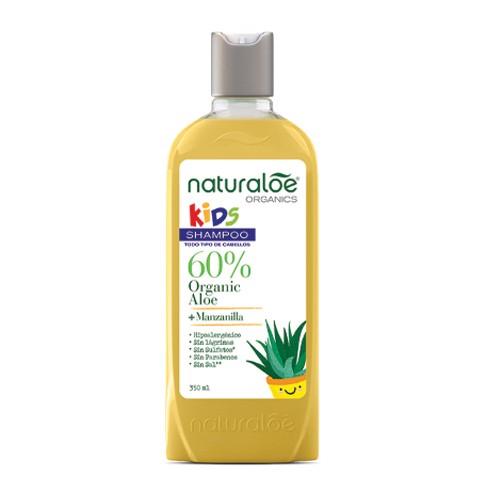 naturaloe®
ORGANICS
KiDS
SHAMPOO
TODO TIPO DE CABELLOS
60%
Organic
Aloe
+Manzanilla
• Hipoalergénico
• Sin lágrimas
• Sin Sulfatos*
• Sin Parabenos
• Sin Sal**
350 ml
naturaloe